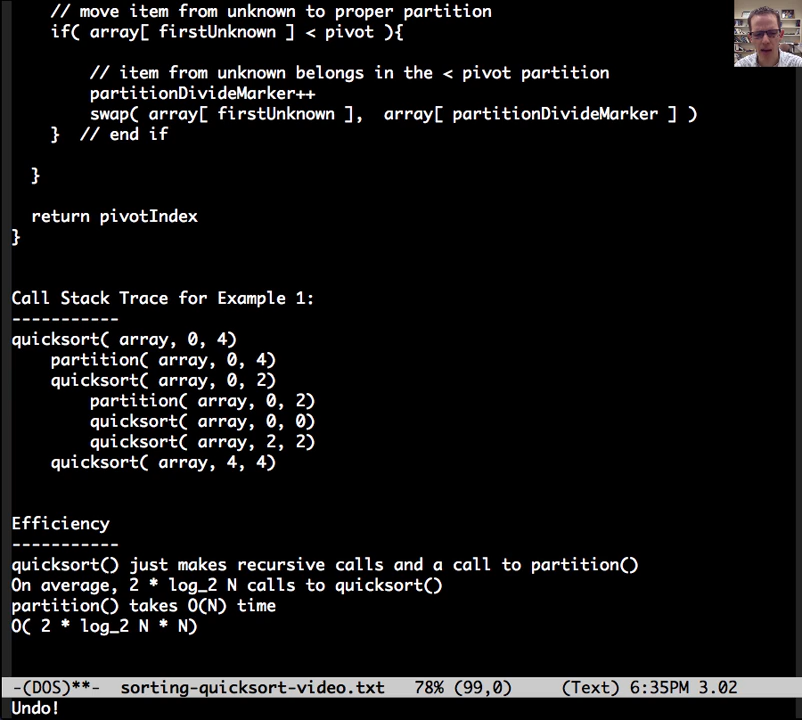 // move item from unknown to proper partition
if( array[ firstUnknown ] < pivot ){
// item from unknown belongs in the < pivot partition
partitionDivideMarker++
swap( array[ firstUnknown ],  array[ partitionDivideMarker ] )
}  // end if
}
return pivotIndex
}
Call Stack Trace for Example 1:
-----------
quicksort( array, 0, 4)
partition( array, 0, 4)
quicksort( array, 0, 2)
partition( array, 0, 2)
quicksort( array, 0, 0)
quicksort( array, 2, 2)
quicksort( array, 4, 4)
Efficiency
-----------
quicksort() just makes recursive calls and a call to partition()
On average, 2 * log_2 N calls to quicksort()
partition() takes O(N) time
O( 2 * log_2 N * N)
-(DOS)**-  sorting-quicksort-video.txt   78% (99,0)     (Text) 6:35PM 3.02
Undo!